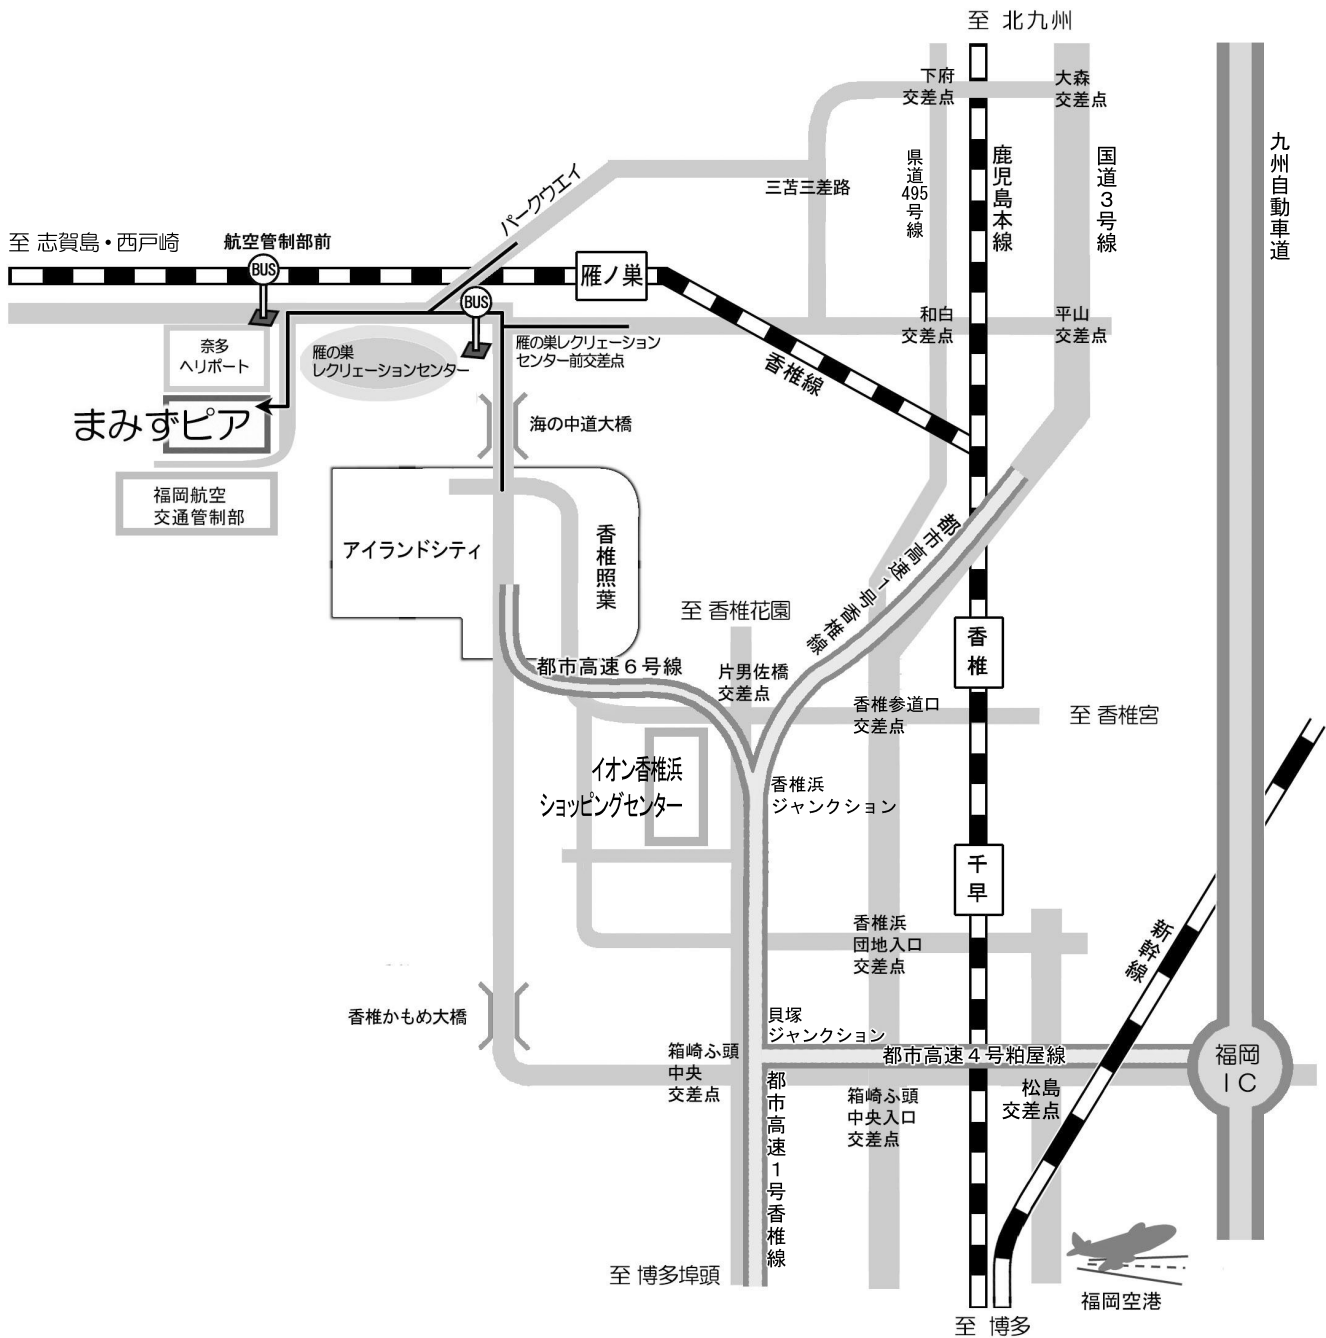 至 北九州
下府
交差点
大森
交差点
県道495号線
鹿児島本線
国道3号線
九州自動車道
パークウエイ
三苫三差路
至 志賀島・西戸崎
航空管制部前
BUS
雁ノ巣
BUS
和白
交差点
平山
交差点
奈多
ヘリポート
雁の巣
レクリェーションセンター
雁の巣レクリェーション
センター前交差点
香椎線
まみずピア
海の中道大橋
福岡航空
交通管制部
アイランドシティ
香椎照葉
都市高速1号香椎線
至 香椎花園
香椎
都市高速6号線
片男佐橋
交差点
香椎参道口
交差点
至 香椎宮
イオン香椎浜
ショッピングセンター
香椎浜
ジャンクション
千早
香椎浜
団地入口
交差点
新幹線
香椎かもめ大橋
貝塚
ジャンクション
箱崎ふ頭
中央
交差点
都市高速4号粕屋線
福岡
IC
都市高速1号香椎線
箱崎ふ頭
中央入口
交差点
松島
交差点
至 博多埠頭
福岡空港
至 博多